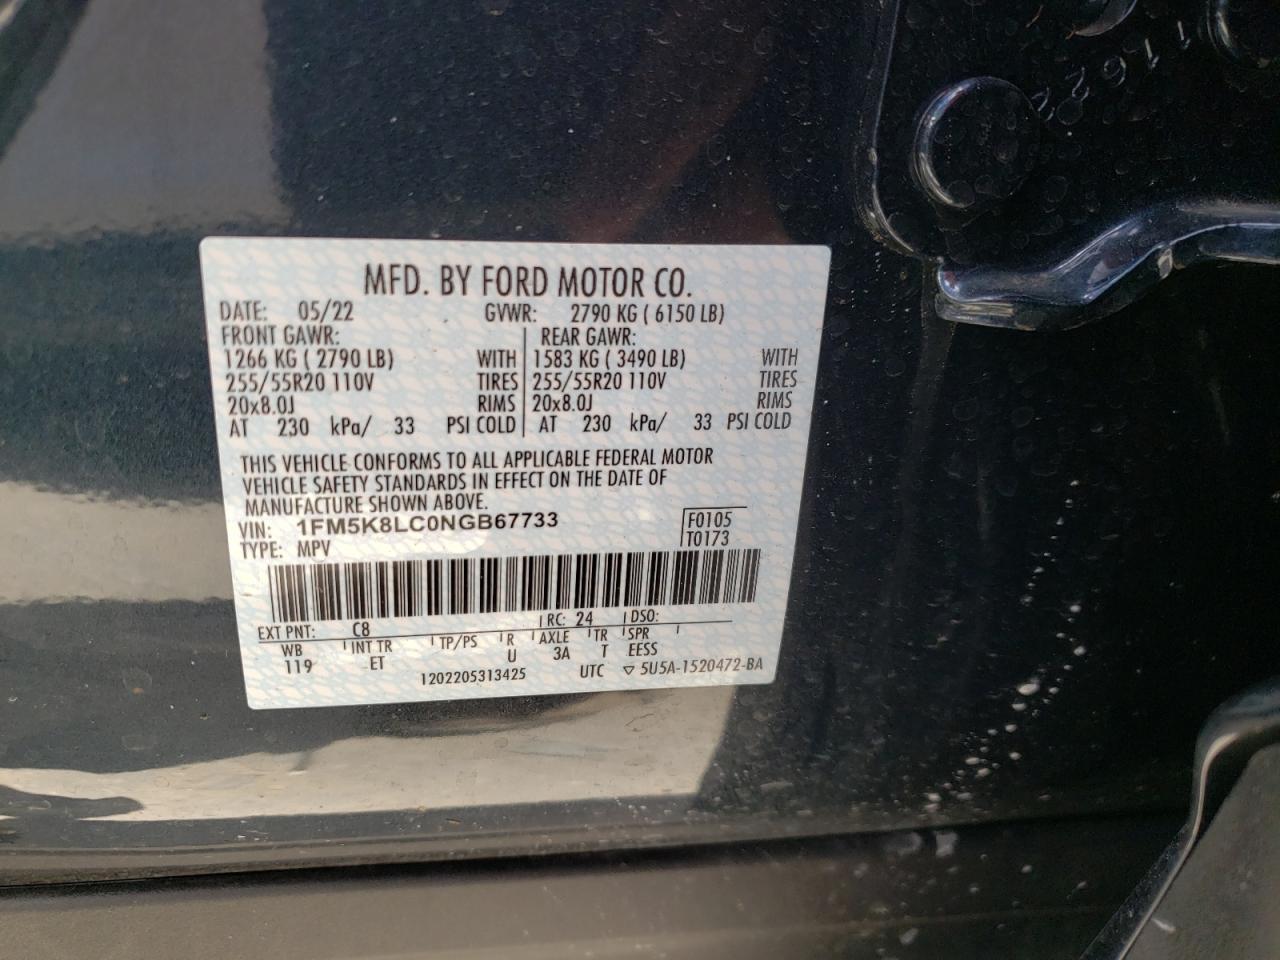 11622
MFD. BY FORD MOTOR CO.
DATE: 05/22 GVWR: 2790 KG ( 6150 LB)
FRONT GAWR: REAR GAWR:
1266 KG ( 2790 LB) WITH 1583 KG ( 3490 LB) WITH
255/55R20 110V TIRES 255/55R20 110V TIRES
20x8.0J RIMS 20x8.0J RIMS
AT 230 kPa/ 33 PSI COLD AT 230 kPa/ 33 PSI COLD
THIS VEHICLE CONFORMS TO ALL APPLICABLE FEDERAL MOTOR
VEHICLE SAFETY STANDARDS IN EFFECT ON THE DATE OF
MANUFACTURE SHOWN ABOVE.
VIN: 1FM5K8LC0NGB67733 F0105
TYPE: MPV T0173
EXT PNT: C8 RC: 24 DSO:
WB INT TR TP/PS R AXLE TR SPR
119 ET U 3A T EESS
1202205313425 UTC ▽ 5U5A-1520472-BA